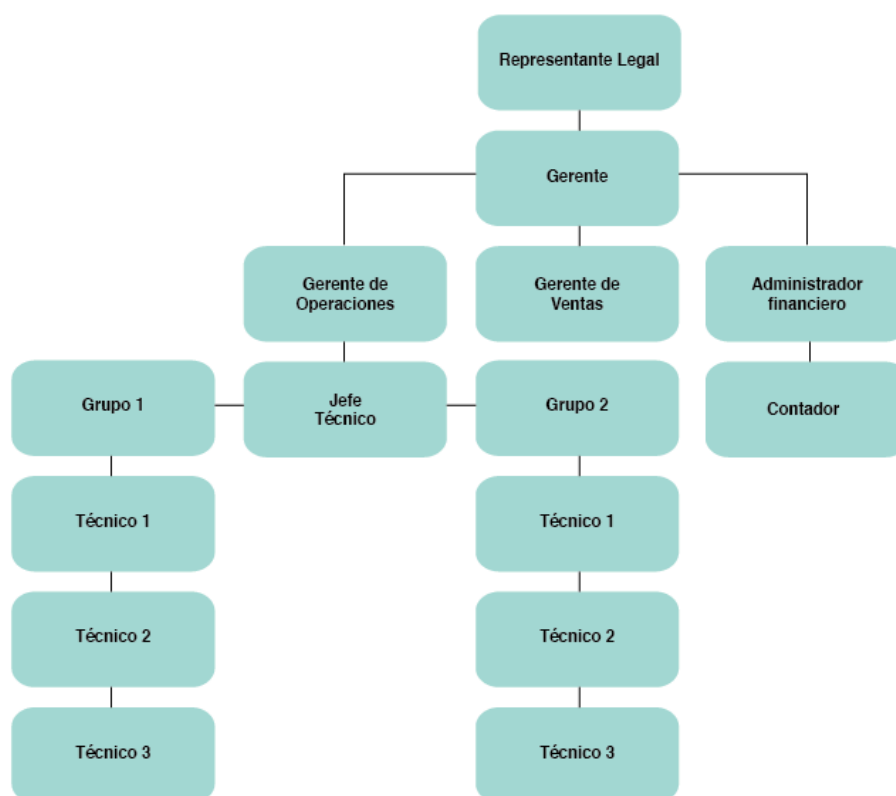 Representante Legal
Gerente
Gerente de
Operaciones
Gerente de
Ventas
Administrador
financiero
Grupo 1
Jefe
Técnico
Grupo 2
Contador
Técnico 1
Técnico 1
Técnico 2
Técnico 2
Técnico 3
Técnico 3